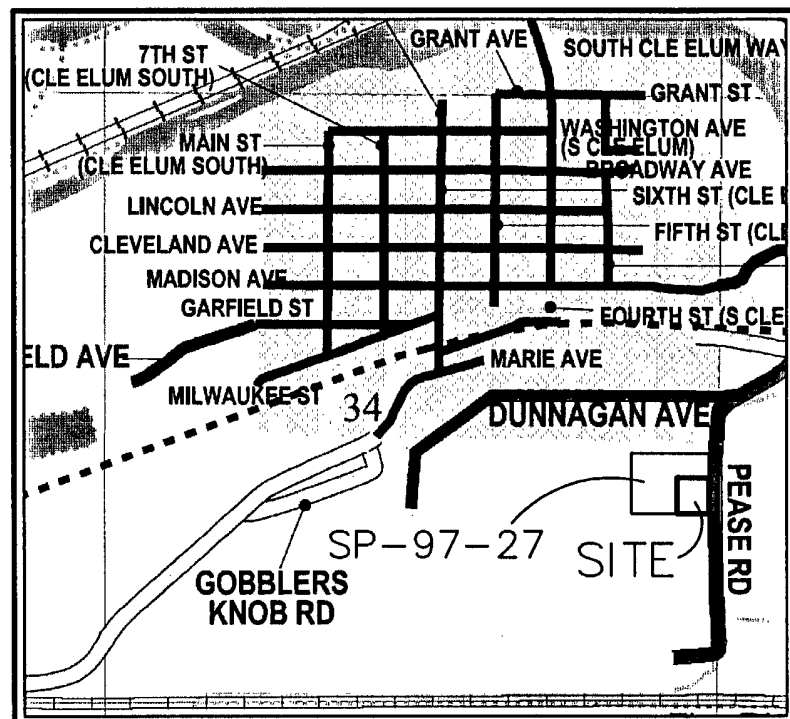 GRANT AVE
7TH ST
(CLE ELUM SOUTH)
SOUTH CLE ELUM WAY
GRANT ST
MAIN ST
(CLE ELUM SOUTH)
WASHINGTON AVE
(S CLE ELUM)
BROADWAY AVE
SIXTH ST (CLE E
LINCOLN AVE
FIFTH ST (CLE
CLEVELAND AVE
MADISON AVE
GARFIELD ST
FOURTH ST (S CLE
ELD AVE
MARIE AVE
MILWAUKEE ST
34
DUNNAGAN AVE
PEASE RD
SP-97-27
SITE
GOBBLERS
KNOB RD